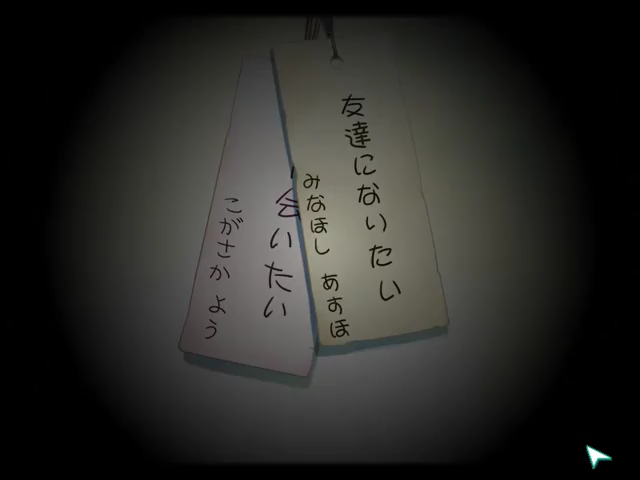 友達にないたい
みなほし あすほ
会いたい
こがさか よう